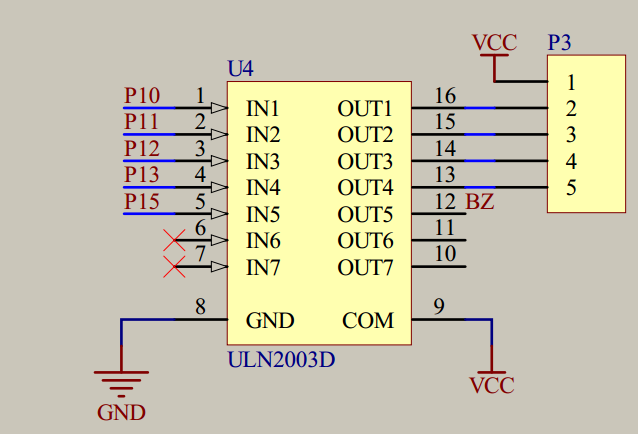 VCC P3
U4
P10 1 IN1 OUT1 16 1
P11 2 IN2 OUT2 15 2
P12 3 IN3 OUT3 14 3
P13 4 IN4 OUT4 13 4
P15 5 IN5 OUT5 12 BZ 5
6 IN6 OUT6 11
7 IN7 OUT7 10
8 GND COM 9
ULN2003D
GND VCC